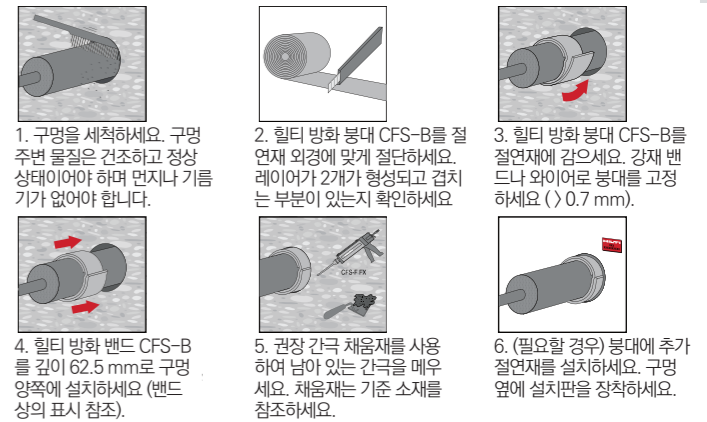 1. 구멍을 세척하세요. 구멍
주변 물질은 건조하고 정상
상태이어야 하며 먼지나 기름
기가 없어야 합니다.
2. 힐티 방화 붕대 CFS-B를 절
연재 외경에 맞게 절단하세요.
레이어가 2개가 형성되고 겹치
는 부분이 있는지 확인하세요
3. 힐티 방화 붕대 CFS-B를
절연재에 감으세요. 강재 밴
드나 와이어로 붕대를 고정
하세요 ( 〉0.7 mm).
4. 힐티 방화 밴드 CFS-B
를 깊이 62.5 mm로 구멍
양쪽에 설치하세요 (밴드
상의 표시 참조).
CFS-F FX
5. 권장 간극 채움재를 사용
하여 남아 있는 간극을 메우
세요. 채움재는 기준 소재를
참조하세요.
6. (필요할 경우) 붕대에 추가
절연재를 설치하세요. 구멍
옆에 설치판을 장착하세요.